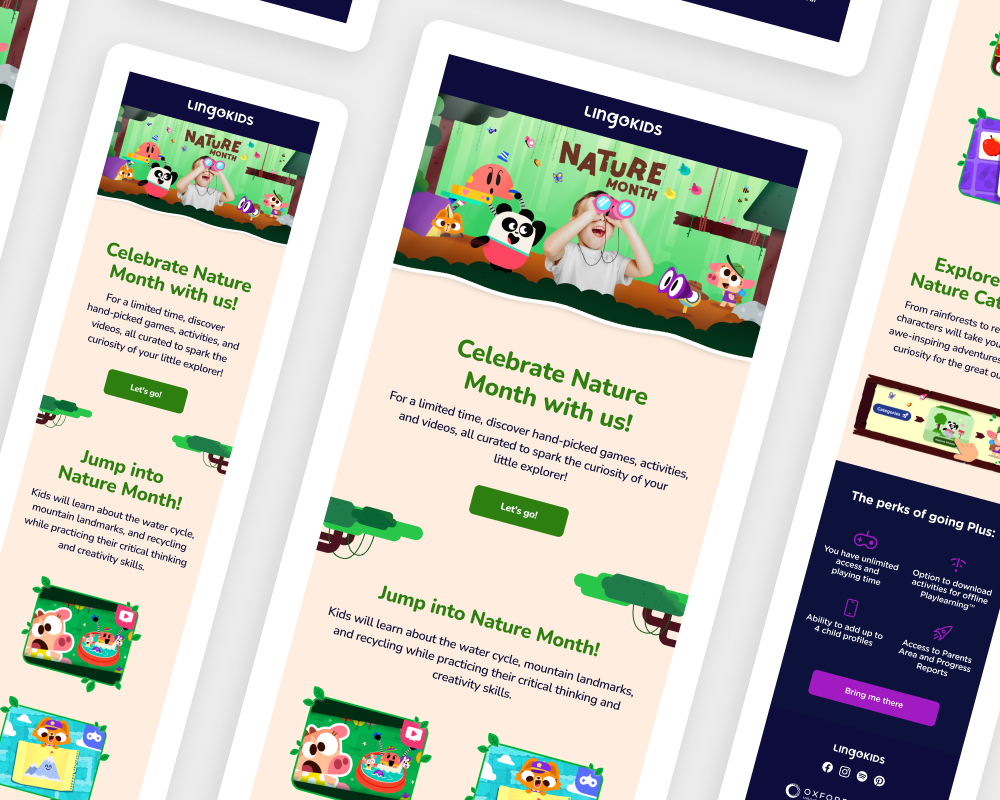 LINGOKIDS
NATURE
MONTH
Celebrate Nature
Month with us!
For a limited time, discover
hand-picked games, activities, and
videos, all curated to spark the
curiosity of your little explorer!
Let's go!
Jump into
Nature Month!
Kids will learn about the water cycle,
mountain landmarks, and recycling
while practicing their critical thinking
and creativity skills.
LINGOKIDS
NATURE
MONTH
Celebrate Nature
Month with us!
For a limited time, discover hand-picked games, activities,
and videos, all curated to spark the curiosity of your
little explorer!
Let's go!
Jump into Nature Month!
Kids will learn about the water cycle, mountain landmarks,
and recycling while practicing their critical thinking and
creativity skills.
Explore
Nature Cat
From rainforests to re
characters will take you
awe-inspiring adventures
curiosity for the great ou
Categories
The perks of going Plus:
You have unlimited
access and
playing time
Option to download
activities for offline
Playlearning™
Ability to add up to
4 child profiles
Access to Parents
Area and Progress
Reports
Bring me there
LINGOKIDS
OXFOR